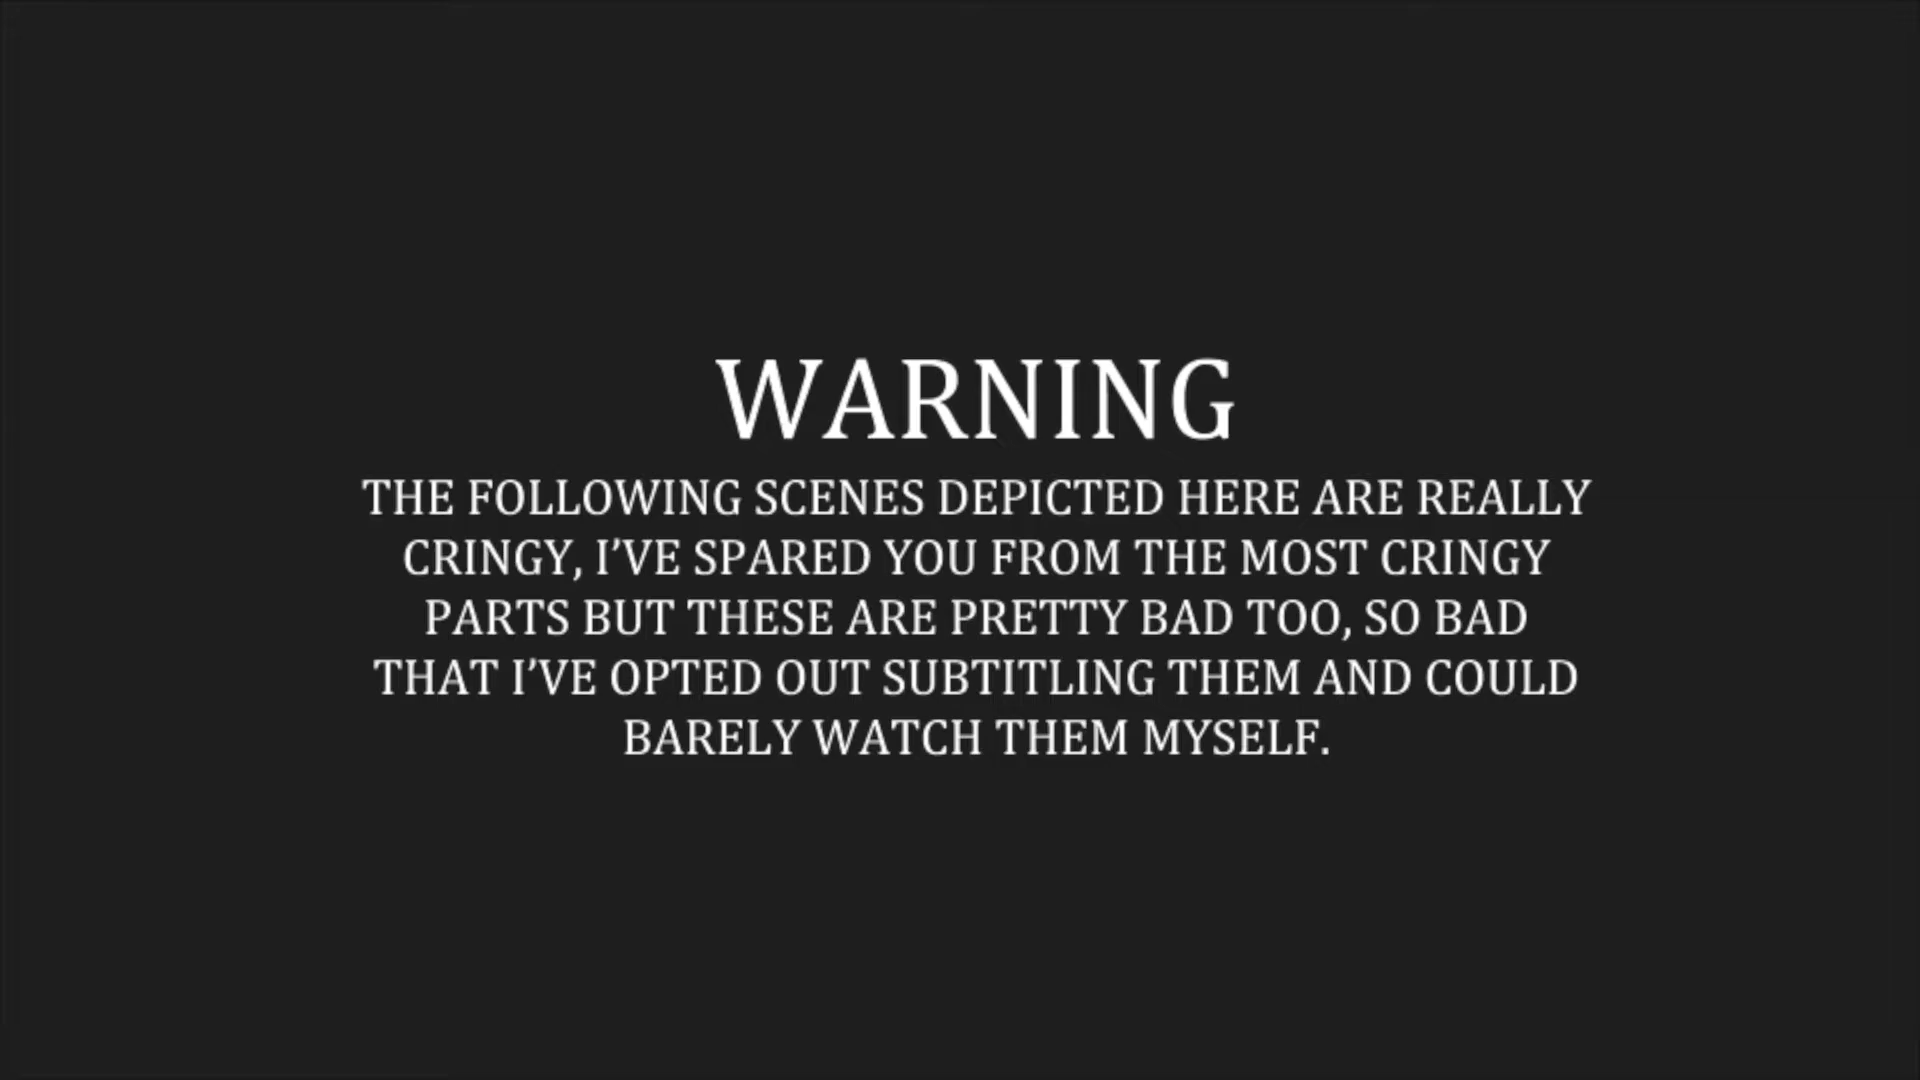 WARNING
THE FOLLOWING SCENES DEPICTED HERE ARE REALLY
CRINGY, I’VE SPARED YOU FROM THE MOST CRINGY
PARTS BUT THESE ARE PRETTY BAD TOO, SO BAD
THAT I’VE OPTED OUT SUBTITLING THEM AND COULD
BARELY WATCH THEM MYSELF.